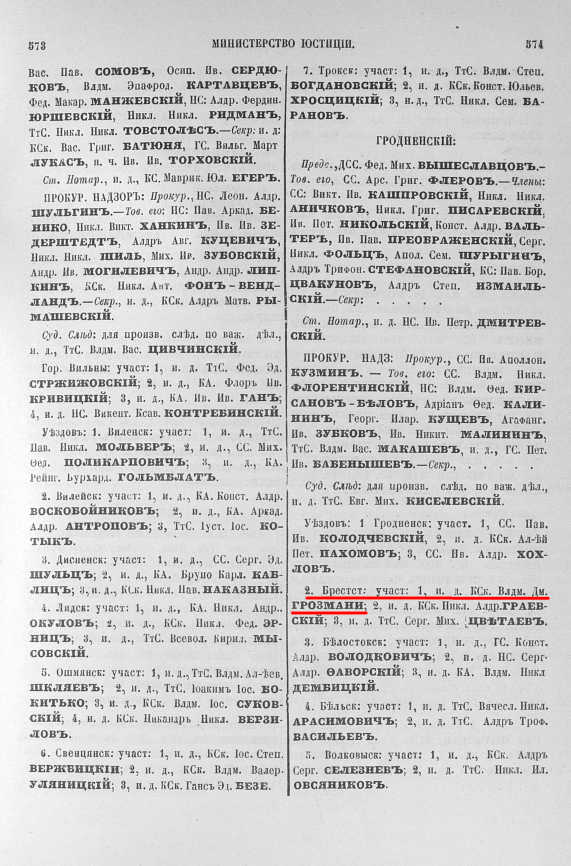 573
МИНИСТЕРСТВО ЮСТИЦІИ.
574
Вас. Пав. СОМОВЪ, Осип. Ив. СЕРДЮ-
КОВЪ, Влдм. Эпафрод. КАРТАВЦЕВЪ,
Фед. Макар. МАНЖЕВСКІЙ, НС: Алдр. Фердин.
ЮРШЕВСКІЙ, Никл. Никл. РИДМАНЪ,
ТтС. Никл. Никл. ТОВСТОЛѢСЪ.—Секр: и. д:
КСк. Вас. Григ. БАТЮНЯ, ГС. Вильг. Март
ЛУКАСЪ, н. ч. Ив. Ив. ТОРХОВСКІЙ.
Ст. Нотар., и. д., КС. Маврик. Юл. ЕГЕРЪ.
ПРОКУР. НАДЗОРЪ: Прокур., НС. Леон. Алдр.
ШУЛЬГИНЪ.—Тов. его: НС: Пав. Аркад. БЕ-
НИКО, Никл. Викт. ХАНКИНЪ, Ив. Ив. ЗЕ-
ДЕРШТЕДТЪ, Алдръ Авг. КУЦЕВИЧЪ,
Никл. Никл. ШИЛЬ, Мих. Ив. ЗУБОВСКІЙ,
Андр. Ив. МОГИЛЕВИЧЪ, Андр. Андр. ЛИП-
КИНЪ, КСк. Никл. Ант. ФОНЪ-ВЕНД-
ЛАНДЪ.—Секр., и. д., КСк. Алдръ Матв. РЫ-
МАШЕВСКІЙ.
Суд. Слѣд: для произв. слѣд. по важ. дѣл.,
и. д., ТтС. Влдм. Вас. ЦИВЧИНСКІЙ.
Гор. Вильны: участ: 1, и. д. ТтС. Фед. Эд.
СТРЖИЖОВСКІЙ; 2, и. д., КА. Флоръ Ив.
КРИВИЦКІЙ; 3, и. д., КА. Ив. Ив. ГАНЪ;
4, и. д. НС. Викент. Ксав. КОНТРЕБИНСКІЙ.
Уѣздовъ: 1. Виленск: участ: 1, и. д., ТтС.
Пав. Никл. МОЛЬВЕРЪ; 2, и. д., СС. Мих.
Ѳед. ПОЛИКАРПОВИЧЪ; 3, и. д., КА.
Рейнг. Бурхард. ГОЛЬМБЛАТЪ.
2. Вилейск: участ: 1, и. д., КА. Конст. Алдр.
ВОСКОБОЙНИКОВЪ; 2, и. д., КА. Аркад.
Алдр. АНТРОПОВЪ; 3, ТтС. Іуст. Іос. КО-
ТЫКЪ.
3. Дисненск: участ: 1, и. д., СС. Серг. Эд.
ШУЛЬЦЪ; 2, и. д., КА. Бруно Карл. КАБ-
ЛИЦЪ; 3, и. д., КСк. Никл. Пав. НАКАЗНЫЙ.
4. Лидск: участ: 1, и. д., КА. Никл. Андр.,
ОКУЛОВЪ; 2, и. д., КСк. Никл. Фед. ЭР-
НИЦЪ; 3, и. д., ТтС. Всевол. Кирил. МЫ-
СОВСКІЙ.
5. Ошмянск: участ: 1, и. д., ТтС. Влдм. Ал-ѣев.
ШКЛЯЕВЪ; 2, и. д., ТтС. Іоакимъ Іос. БО-
КИТЬКО; 3, и. д., КСк. Влдм. Іос. СУКОВ-
СКІЙ; 4, и. д. КСк. Никандръ Никл. ВЕРЗИ-
ЛОВЪ.
6. Свенцянск: участ: 1, и. д., КСк. Іос. Степ.
ВЕРЖБИЦКІИ; 2, и. д., КСк. Влдм. Валер.
УЛЯНИЦКІЙ; 3, и. д. КСк. Гансъ Эд. БЕЗЕ.
7. Трокск: участ: 1, и. д., ТтС. Влдм. Степ.
БОГДАНОВСКІЙ; 2, и. д. КСк. Конст. Юльев.
ХРОСЦИЦКІЙ; 3, и. д., ТтС. Никл. Сем. БА-
РАНОВЪ.
ГРОДНЕНСКІЙ:
Предс., ДСС. Фед. Мих. ВЫШЕСЛАВЦОВЪ.—
Тов. его, СС. Арс. Григ. ФЛЕРОВЪ.—Члены:
СС: Викт. Ив. КАШПРОВСКІЙ, Никл. Никл.
АНИЧКОВЪ, Никл. Григ. ПИСАРЕВСКІЙ,
Ив. Пет. НИКОЛЬСКІЙ, Конст. Алдр. ВАЛЬ-
ТЕРЪ, Ив. Пав. ПРЕОБРАЖЕНСКІЙ, Серг.
Никл. ФОЛЬЦЪ, Апол. Сем. ШУРЫГИНЪ,
Алдръ Трифон. СТЕФАНОВСКІЙ, КС: Пав. Бор.
ЦВАКУНОВЪ, Алдръ Степ. ИЗМАИЛЬ-
СКІЙ.—Секр: . . . . .
Ст. Нотар., и. д. НС. Ив. Петр. ДМИТРЕВ-
СКІЙ.
ПРОКУР. НАДЗ: Прокур., СС. Ив. Аполлон.
КУЗМИНЪ. — Тов. его: СС. Влдм. Никл.
ФЛОРЕНТИНСКІЙ, НС: Влдм. Ѳед. КИР-
САНОВЪ-БѢЛОВЪ, Адріанъ Ѳед. КАЛИ-
НИНЪ, Георг. Илар. КУЩЕВЪ, Агафанг.
Ив. ЗУБКОВЪ, Ив. Никит. МАЛИНИНЪ,
ТтС. Влдм. Вас. МАКАШЕВЪ, и. д., ГС. Пет.
Ив. БАБЕНЫШЕВЪ.—Секр., . . . . .
Суд. Слѣд: для произв. слѣд. по важ. дѣл.,
и. д. ТтС. Евг. Мих. КИСЕЛЕВСКІЙ.
Уѣздовъ: 1 Гродненск: участ. 1, СС. Пав.
Ив. КОЛОДЧЕВСКІЙ, 2, и. д. КСк. Ал-ѣй
Пет. ПАХОМОВЪ; 3, СС. Ив. Алдр. ХОХ-
ЛОВЪ.
2. Брестст: участ: 1, и. д. КСк. Влдм. Дм.
ГРОЗМАНИ; 2, и. д. КСк. Никл. Алдр. ГРАЕВ-
СКІЙ; 3, и. д. ТтС. Серг. Мих. ЦВѢТАЕВЪ.
3. Бѣлостокск: участ: 1, и. д., ГС. Конст.
Алдр. ВОЛОДКОВИЧЪ; 2, и. д. НС. Серг.
Алдр. ѲАВОРСКІЙ; 3, и. д. КА. Влдм. Никл
ДЕМБИЦКІЙ.
4. Бѣльск: участ: 1, и. д. ТтС. Вячесл. Никл.
АРАСИМОВИЧЪ; 2, и. д. ТтС. Алдръ Троф.
ВАСИЛЬЕВЪ.
5. Волковыск: участ: 1, и. д. КСк. Алдръ
Серг. СЕЛЕЗНЕВЪ; 2, и. д. ТтС. Никл. Ил.
ОВСЯНИКОВЪ.